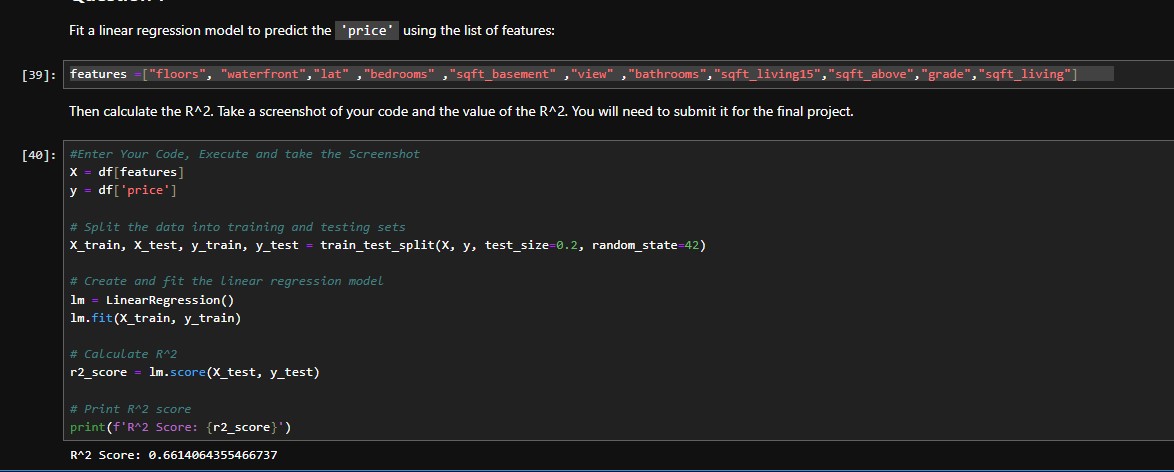 Fit a linear regression model to predict the 'price' using the list of features:
[39]: features =["floors", "waterfront","lat" ,"bedrooms" ,"sqft_basement" ,"view" ,"bathrooms","sqft_living15","sqft_above","grade","sqft_living"]
Then calculate the R^2. Take a screenshot of your code and the value of the R^2. You will need to submit it for the final project.
[40]: #Enter Your Code, Execute and take the Screenshot
X = df[features]
y = df['price']
# Split the data into training and testing sets
X_train, X_test, y_train, y_test = train_test_split(X, y, test_size=0.2, random_state=42)
# Create and fit the linear regression model
lm = LinearRegression()
lm.fit(X_train, y_train)
# Calculate R^2
r2_score = lm.score(X_test, y_test)
# Print R^2 score
print(f'R^2 Score: {r2_score}')
R^2 Score: 0.6614064355466737